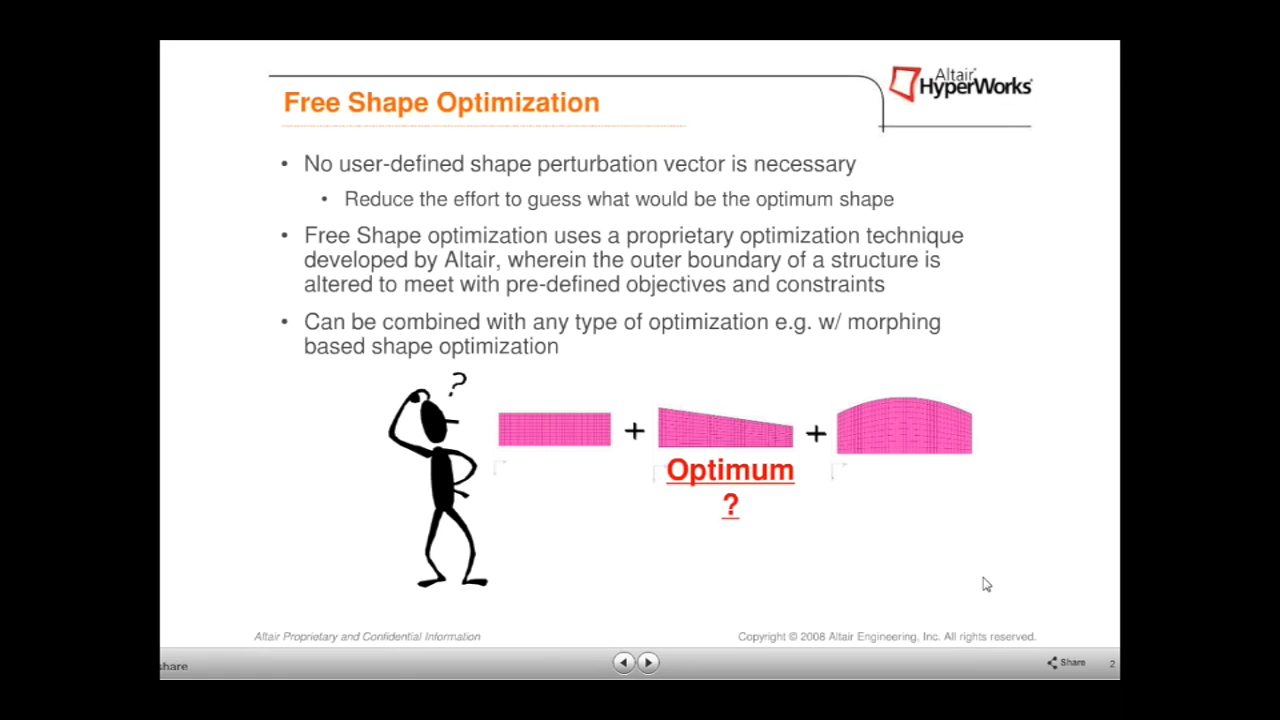 Altair
HyperWorks
Free Shape Optimization
• No user-defined shape perturbation vector is necessary
• Reduce the effort to guess what would be the optimum shape
• Free Shape optimization uses a proprietary optimization technique
developed by Altair, wherein the outer boundary of a structure is
altered to meet with pre-defined objectives and constraints
• Can be combined with any type of optimization e.g. w/ morphing
based shape optimization
?
+
+
Optimum
?
Altair Proprietary and Confidential Information
Copyright © 2008 Altair Engineering, Inc. All rights reserved.
share
Share
2